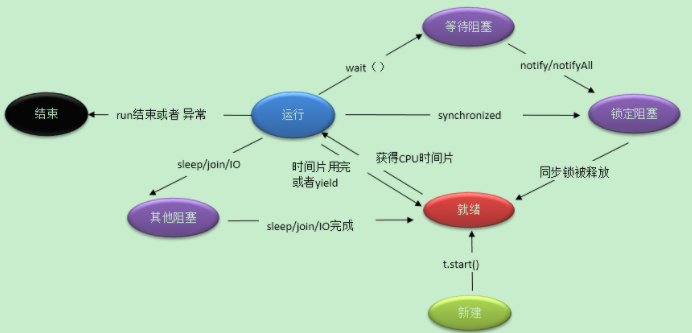 等待阻塞
wait（）
notify/notifyAll
结束
run结束或者 异常
运行
synchronized
锁定阻塞
sleep/join/IO
时间片用完
或者yield
获得CPU时间片
同步锁被释放
其他阻塞
sleep/join/IO完成
就绪
t.start()
新建